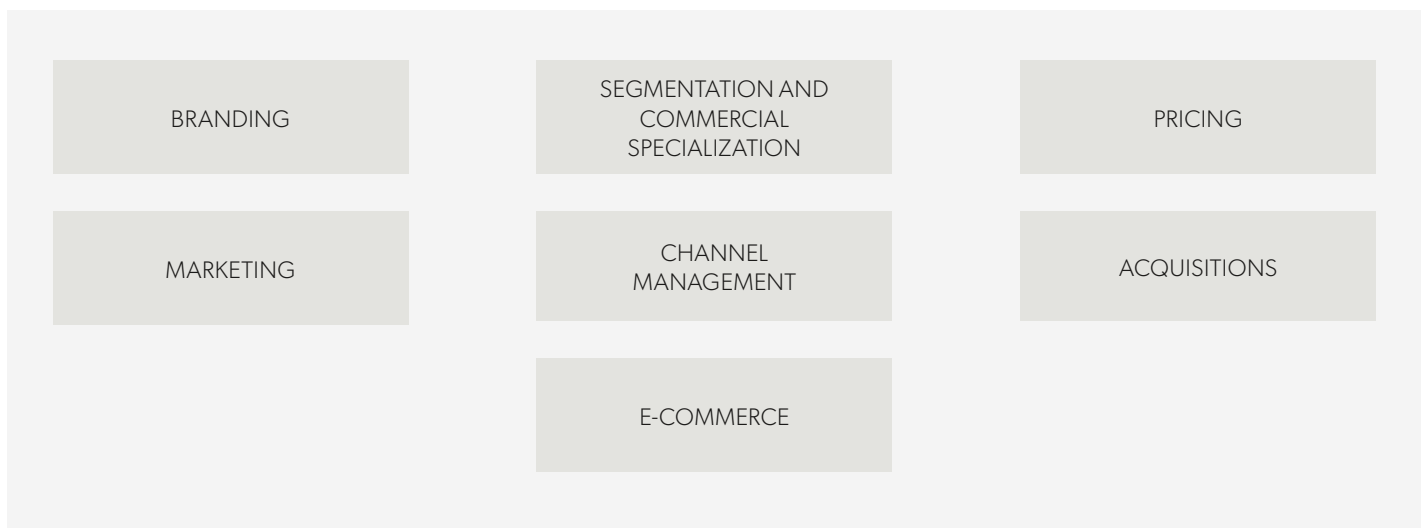 BRANDING
SEGMENTATION AND
COMMERCIAL
SPECIALIZATION
PRICING
MARKETING
CHANNEL
MANAGEMENT
ACQUISITIONS
E-COMMERCE